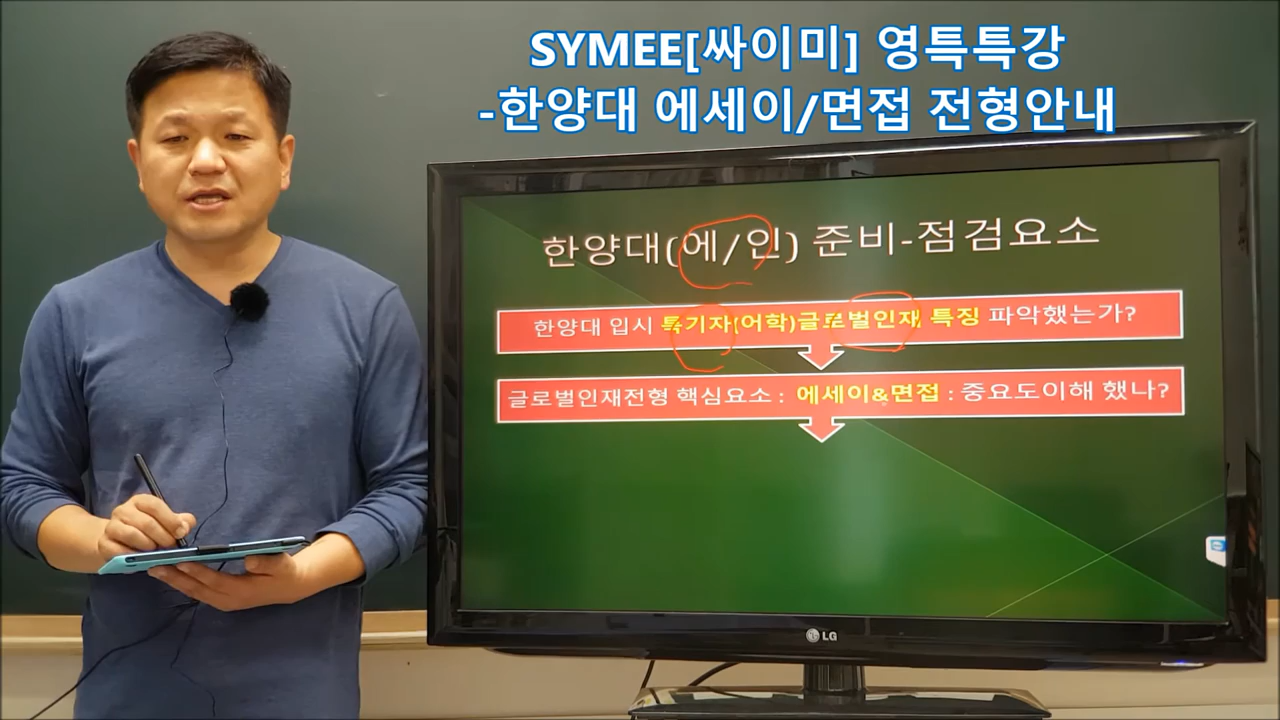 SYMEE[싸이미] 영특특강
-한양대 에세이/면접 전형안내
한양대(에/인) 준비-점검요소
한양대 입시 특기자(어학)글로벌인재 특징 파악했는가?
글로벌인재전형 핵심요소 : 에세이&면접 : 중요도이해 했나?
LG